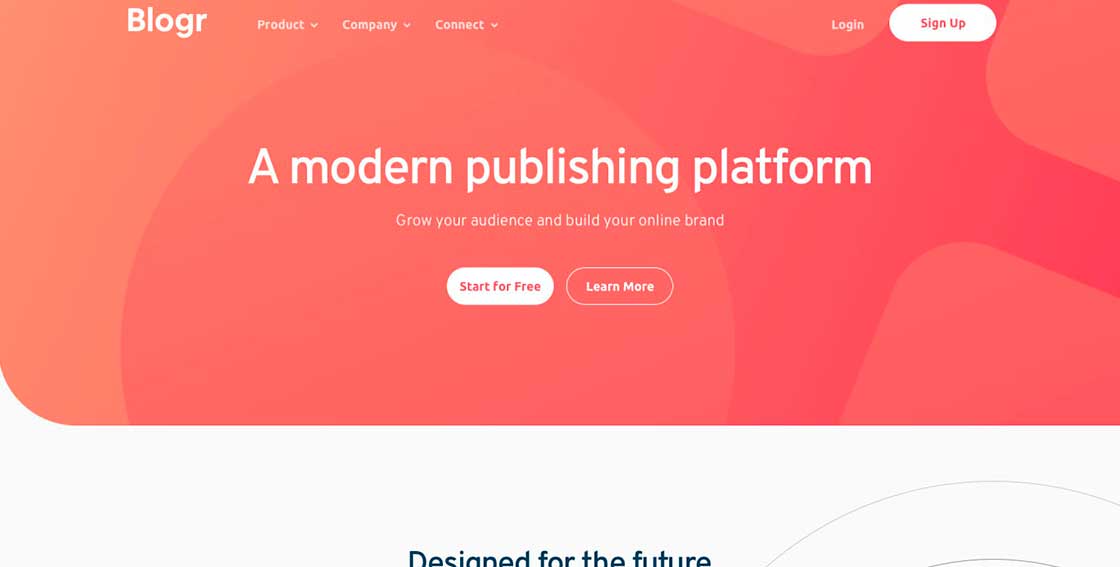 Blogr Product Company Connect Login Sign Up
A modern publishing platform
Grow your audience and build your online brand
Start for Free Learn More
Designed for the future